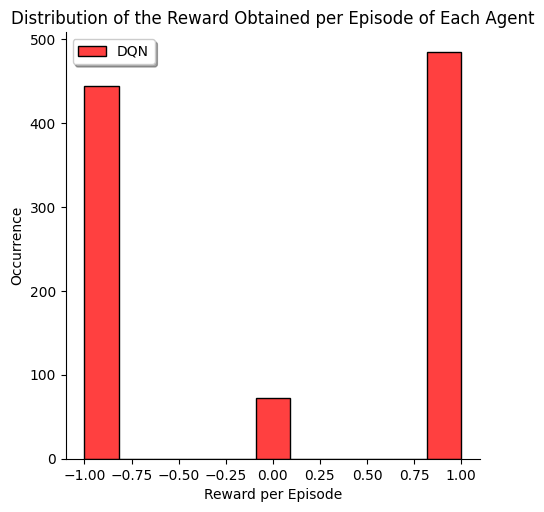 Distribution of the Reward Obtained per Episode of Each Agent
DQN
500
400
300
200
100
0
Occurrence
−1.00 −0.75 −0.50 −0.25 0.00 0.25 0.50 0.75 1.00
Reward per Episode